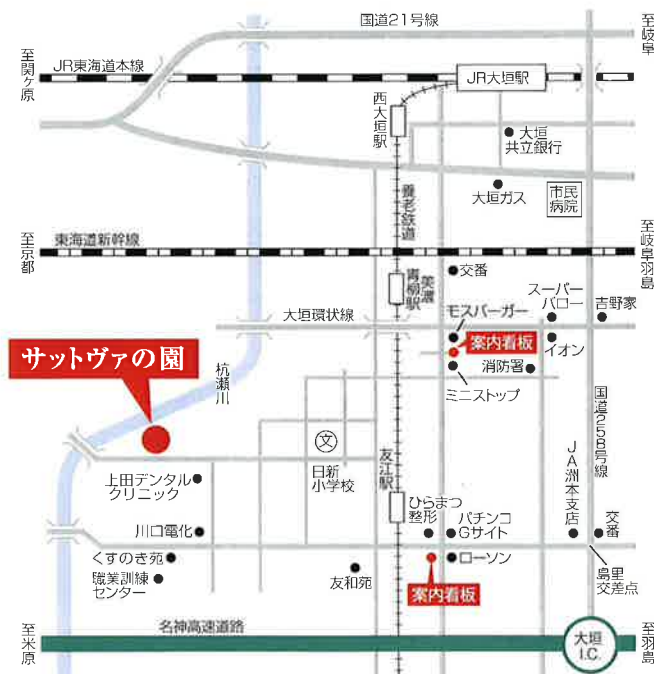 国道21号線
至岐阜
至関ヶ原
JR東海道本線
JR大垣駅
西大垣駅
大垣
共立銀行
養老鉄道
大垣ガス
市民
病院
至京都
東海道新幹線
至岐阜羽島
交番
美濃
青柳駅
スーパー
バロー
吉野家
大垣環状線
モスバーガー
案内看板
イオン
サットヴァの園
消防署
杭瀬川
ミニストップ
国道258号線
文
日新
小学校
友江駅
JA洲本支店
上田デンタル
クリニック
ひらまつ
整形
パチンコ
Gサイト
交番
川口電化
くすのき苑
ローソン
島里
交差点
職業訓練
センター
友和苑
案内看板
至米原
名神高速道路
大垣
I.C.
至羽島